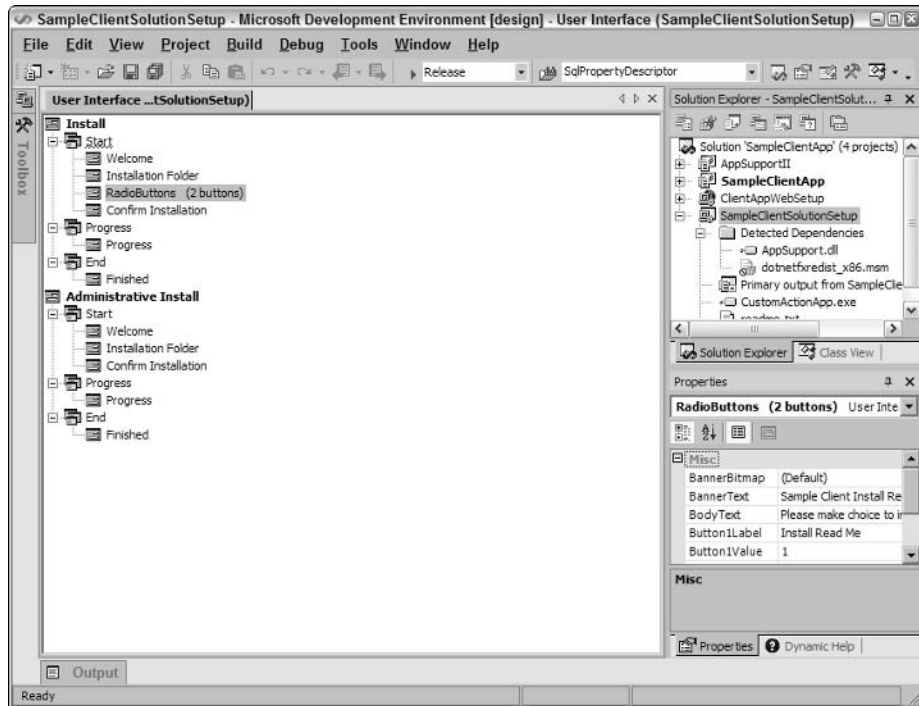 SampleClientSolutionSetup - Microsoft Development Environment [design] - User Interface (SampleClientSolutionSetup)
File Edit View Project Build Debug Tools Window Help
Release
SqlPropertyDescriptor
Toolbox
User Interface ...tSolutionSetup)
Install
Start
Welcome
Installation Folder
RadioButtons (2 buttons)
Confirm Installation
Progress
Progress
End
Finished
Administrative Install
Start
Welcome
Installation Folder
Confirm Installation
Progress
Progress
End
Finished
Solution Explorer - SampleClientSolut...
Solution 'SampleClientApp' (4 projects)
AppSupportII
SampleClientApp
ClientAppWebSetup
SampleClientSolutionSetup
Detected Dependencies
AppSupport.dll
dotnetfxredist_x86.msm
Primary output from SampleClie
CustomActionApp.exe
readme.txt
Solution Explorer Class View
Properties
RadioButtons (2 buttons) User Inte
Misc
BannerBitmap (Default)
BannerText Sample Client Install Re
BodyText Please make choice to i
Button1Label Install Read Me
Button1Value 1
Misc
Properties Dynamic Help
Output
Ready